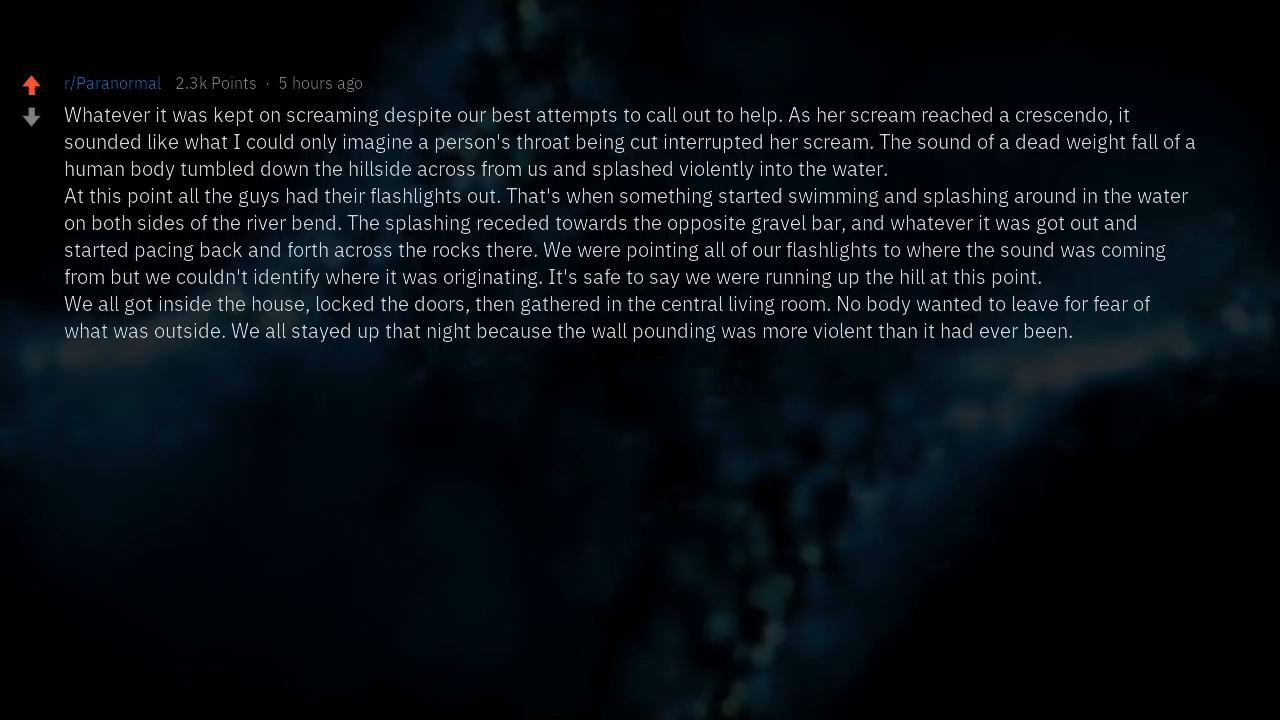 r/Paranormal 2.3k Points · 5 hours ago
Whatever it was kept on screaming despite our best attempts to call out to help. As her scream reached a crescendo, it
sounded like what I could only imagine a person's throat being cut interrupted her scream. The sound of a dead weight fall of a
human body tumbled down the hillside across from us and splashed violently into the water.
At this point all the guys had their flashlights out. That's when something started swimming and splashing around in the water
on both sides of the river bend. The splashing receded towards the opposite gravel bar, and whatever it was got out and
started pacing back and forth across the rocks there. We were pointing all of our flashlights to where the sound was coming
from but we couldn't identify where it was originating. It's safe to say we were running up the hill at this point.
We all got inside the house, locked the doors, then gathered in the central living room. No body wanted to leave for fear of
what was outside. We all stayed up that night because the wall pounding was more violent than it had ever been.